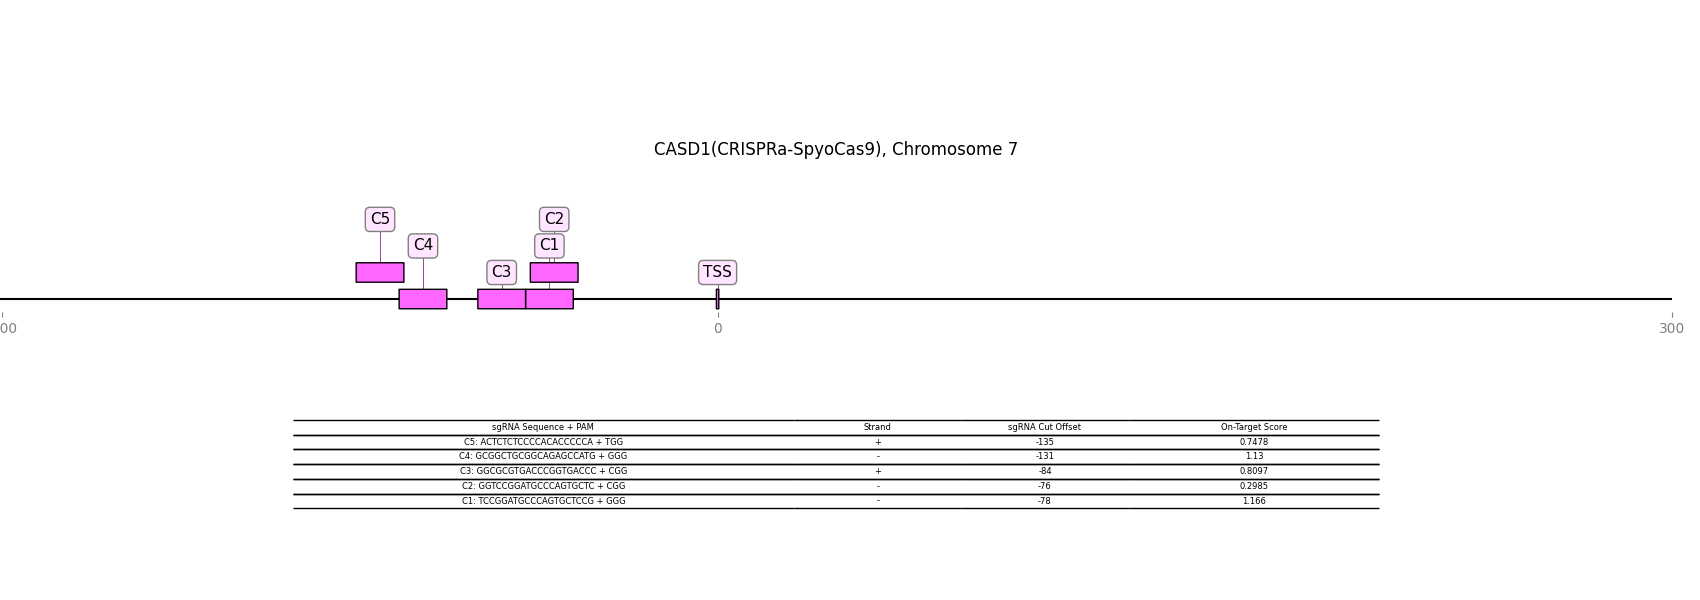 CASD1(CRISPRa-SpyoCas9), Chromosome 7
C5 C2
C4 C1
C3 TSS
00 0 300
sgRNA Sequence + PAM Strand sgRNA Cut Offset On-Target Score
C5: ACTCTCTCCCCACACCCCCA + TGG + -135 0.7478
C4: GCGGCTGCGGCAGAGCCATG + GGG - -131 1.13
C3: GGCGCGTGACCCGGTGACCC + CGG + -84 0.8097
C2: GGTCCGGATGCCCAGTGCTC + CGG - -76 0.2985
C1: TCCGGATGCCCAGTGCTCCG + GGG - -78 1.166